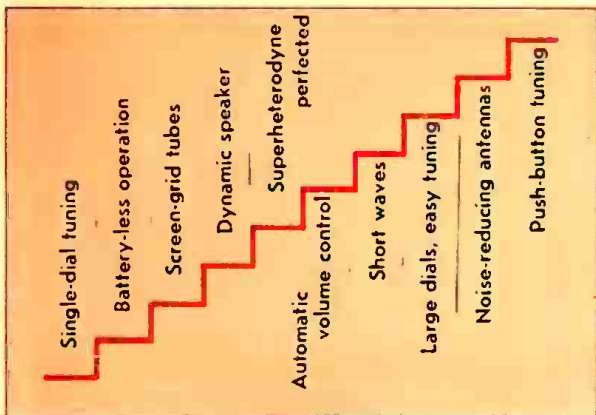 Single-dial tuning
Battery-less operation
Screen-grid tubes
Dynamic speaker
Superheterodyne
perfected
Automatic
volume control
Short waves
Large dials, easy tuning
Noise-reducing antennas
Push-button tuning